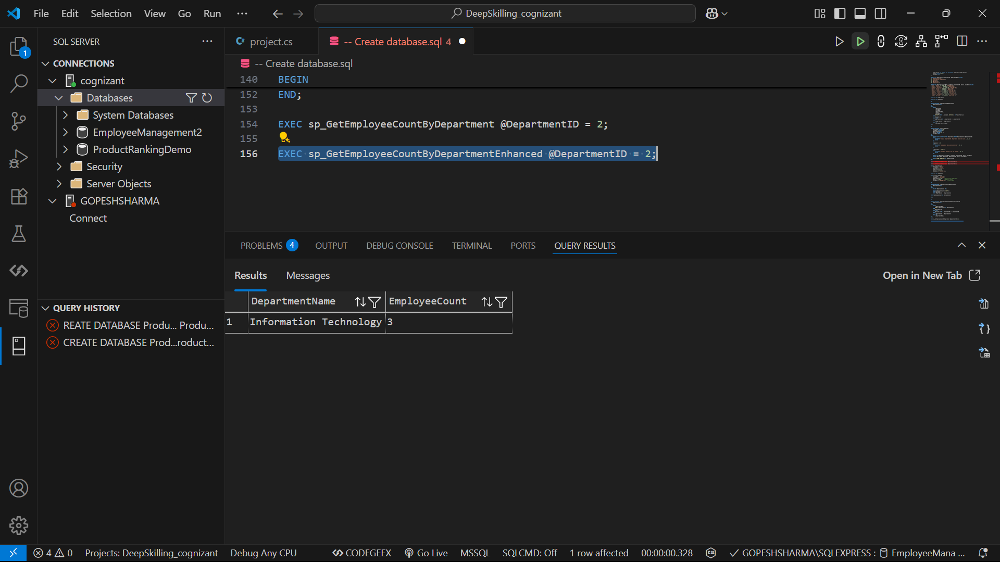 File Edit Selection View Go Run ···
DeepSkilling_cognizant
1
SQL SERVER ···
CONNECTIONS
cognizant
Databases
System Databases
EmployeeManagement2
ProductRankingDemo
Security
Server Objects
GOPESHSHARMA
Connect
QUERY HISTORY
REATE DATABASE Produ... Produ...
CREATE DATABASE Prod...roduct...
project.cs
-- Create database.sql 4
-- Create database.sql
140 BEGIN
152 END;
153
154 EXEC sp_GetEmployeeCountByDepartment @DepartmentID = 2;
155
156 EXEC sp_GetEmployeeCountByDepartmentEnhanced @DepartmentID = 2;
PROBLEMS 4 OUTPUT DEBUG CONSOLE TERMINAL PORTS QUERY RESULTS
Results Messages
Open in New Tab
DepartmentName EmployeeCount
1 Information Technology 3
4 0 Projects: DeepSkilling_cognizant Debug Any CPU CODEGEEX Go Live MSSQL SQLCMD: Off 1 row affected 00:00:00.328 GOPESHSHARMA\SQLEXPRESS : EmployeeMana ...